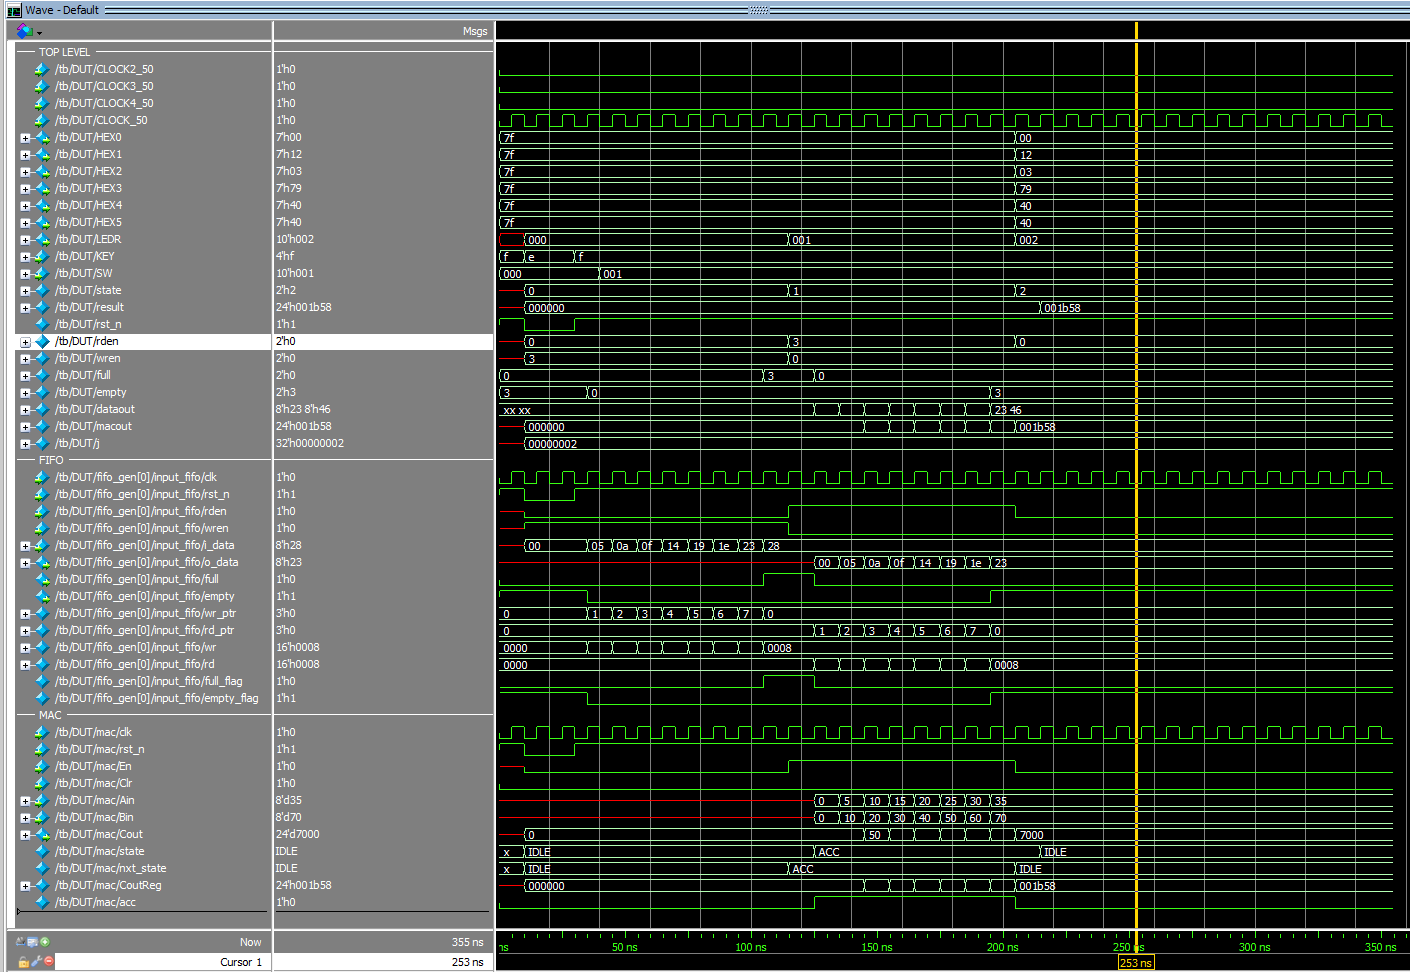 Wave - Default
Msgs
TOP LEVEL
/tb/DUT/CLOCK2_50 1'h0
/tb/DUT/CLOCK3_50 1'h0
/tb/DUT/CLOCK4_50 1'h0
/tb/DUT/CLOCK_50 1'h0
/tb/DUT/HEX0 7'h00 7f 00
/tb/DUT/HEX1 7'h12 7f 12
/tb/DUT/HEX2 7'h03 7f 03
/tb/DUT/HEX3 7'h79 7f 79
/tb/DUT/HEX4 7'h40 7f 40
/tb/DUT/HEX5 7'h40 7f 40
/tb/DUT/LEDR 10'h002 000 001 002
/tb/DUT/KEY 4'hf f e f
/tb/DUT/SW 10'h001 000 001
/tb/DUT/state 2'h2 0 1 2
/tb/DUT/result 24'h001b58 000000 001b58
/tb/DUT/rst_n 1'h1
/tb/DUT/rden 2'h0 0 3 0
/tb/DUT/wren 2'h0 3 0
/tb/DUT/full 2'h0 0 3 0
/tb/DUT/empty 2'h3 3 0 3
/tb/DUT/dataout 8'h23 8'h46 xx xx 23 46
/tb/DUT/macout 24'h001b58 000000 001b58
/tb/DUT/j 32'h00000002 00000002
FIFO
/tb/DUT/fifo_gen[0]/input_fifo/clk 1'h0
/tb/DUT/fifo_gen[0]/input_fifo/rst_n 1'h1
/tb/DUT/fifo_gen[0]/input_fifo/rden 1'h0
/tb/DUT/fifo_gen[0]/input_fifo/wren 1'h0
/tb/DUT/fifo_gen[0]/input_fifo/i_data 8'h28 00 05 0a 0f 14 19 1e 23 28
/tb/DUT/fifo_gen[0]/input_fifo/o_data 8'h23 00 05 0a 0f 14 19 1e 23
/tb/DUT/fifo_gen[0]/input_fifo/full 1'h0
/tb/DUT/fifo_gen[0]/input_fifo/empty 1'h1
/tb/DUT/fifo_gen[0]/input_fifo/wr_ptr 3'h0 0 1 2 3 4 5 6 7 0
/tb/DUT/fifo_gen[0]/input_fifo/rd_ptr 3'h0 0 1 2 3 4 5 6 7 0
/tb/DUT/fifo_gen[0]/input_fifo/wr 16'h0008 0000 0008
/tb/DUT/fifo_gen[0]/input_fifo/rd 16'h0008 0000 0008
/tb/DUT/fifo_gen[0]/input_fifo/full_flag 1'h0
/tb/DUT/fifo_gen[0]/input_fifo/empty_flag 1'h1
MAC
/tb/DUT/mac/clk 1'h0
/tb/DUT/mac/rst_n 1'h1
/tb/DUT/mac/En 1'h0
/tb/DUT/mac/Clr 1'h0
/tb/DUT/mac/Ain 8'd35 0 5 10 15 20 25 30 35
/tb/DUT/mac/Bin 8'd70 0 10 20 30 40 50 60 70
/tb/DUT/mac/Cout 24'd7000 0 50 7000
/tb/DUT/mac/state IDLE x IDLE ACC IDLE
/tb/DUT/mac/nxt_state IDLE x IDLE ACC IDLE
/tb/DUT/mac/CoutReg 24'h001b58 000000 001b58
/tb/DUT/mac/acc 1'h0
Now 355 ns ns 50 ns 100 ns 150 ns 200 ns 250 ns 300 ns 350 ns
Cursor 1 253 ns 253 ns